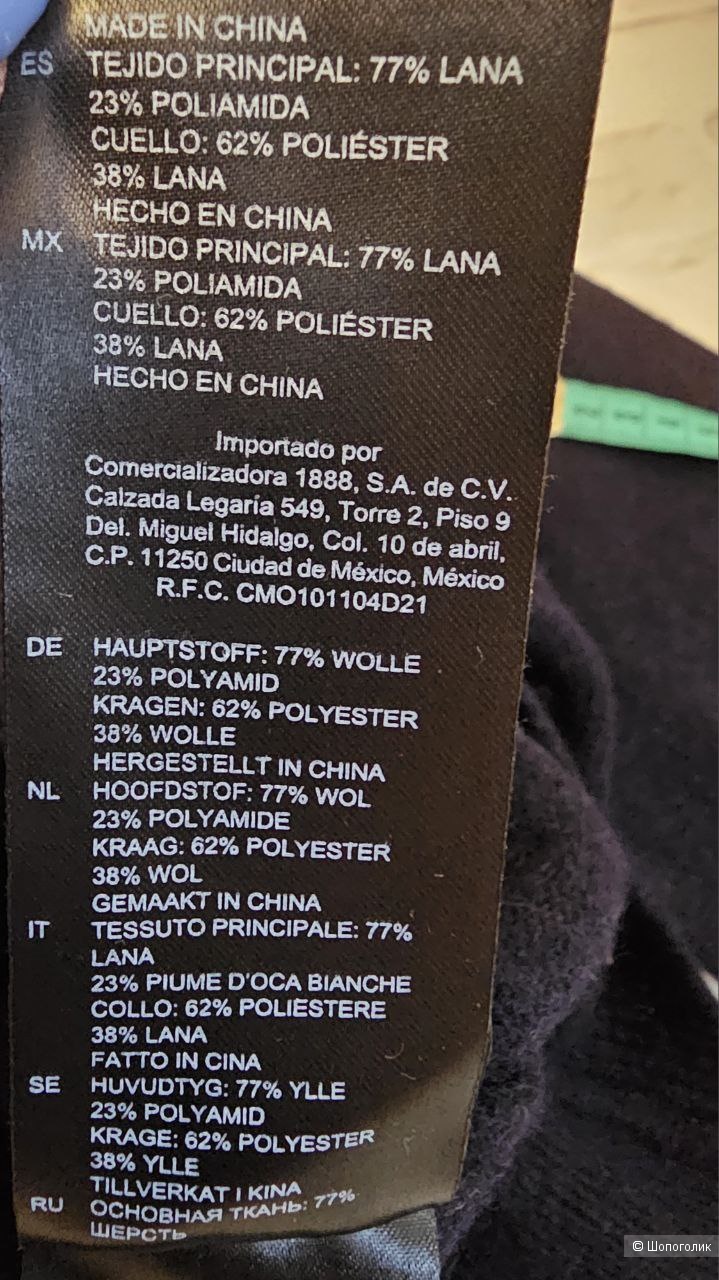 MADE IN CHINA
ES TEJIDO PRINCIPAL: 77% LANA
23% POLIAMIDA
CUELLO: 62% POLIÉSTER
38% LANA
HECHO EN CHINA
MX TEJIDO PRINCIPAL: 77% LANA
23% POLIAMIDA
CUELLO: 62% POLIÉSTER
38% LANA
HECHO EN CHINA
Importado por
Comercializadora 1888, S.A. de C.V.
Calzada Legaria 549, Torre 2, Piso 9
Del. Miguel Hidalgo, Col. 10 de abril,
C.P. 11250 Ciudad de México, México
R.F.C. CMO101104D21
DE HAUPTSTOFF: 77% WOLLE
23% POLYAMID
KRAGEN: 62% POLYESTER
38% WOLLE
HERGESTELLT IN CHINA
NL HOOFDSTOF: 77% WOL
23% POLYAMIDE
KRAAG: 62% POLYESTER
38% WOL
GEMAAKT IN CHINA
IT TESSUTO PRINCIPALE: 77%
LANA
23% PIUME D'OCA BIANCHE
COLLO: 62% POLIESTERE
38% LANA
FATTO IN CINA
SE HUVUDTYG: 77% YLLE
23% POLYAMID
KRAGE: 62% POLYESTER
38% YLLE
TILLVERKAT I KINA
RU ОСНОВНАЯ ТКАНЬ: 77%
ШЕРСТЬ
© Шопоголик